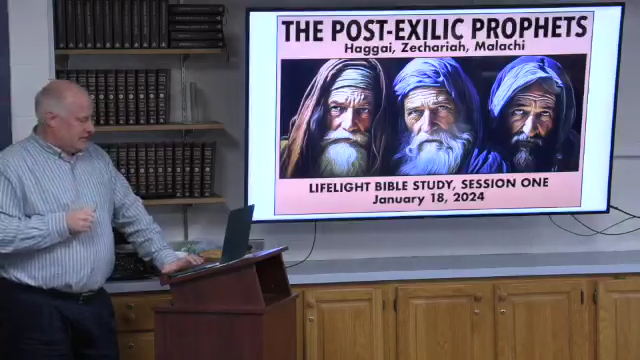 THE POST-EXILIC PROPHETS
Haggai, Zechariah, Malachi
LIFELIGHT BIBLE STUDY, SESSION ONE
January 18, 2024